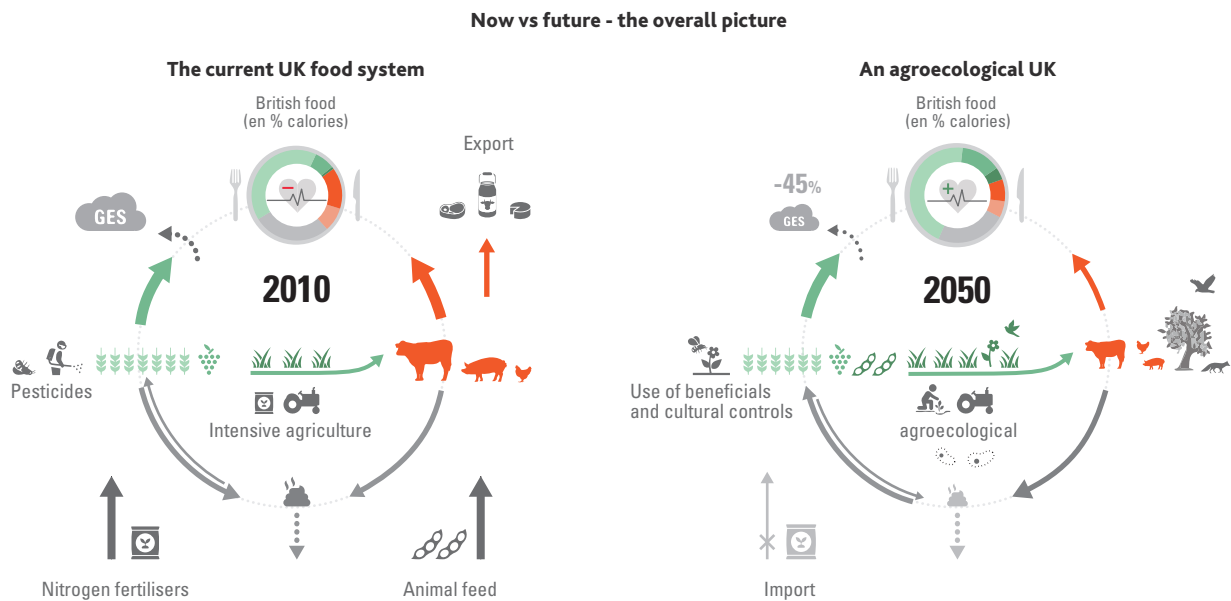 Now vs future - the overall picture
The current UK food system
British food
(en % calories)
Export
GES
2010
Pesticides
Intensive agriculture
Nitrogen fertilisers
Animal feed
An agroecological UK
British food
(en % calories)
-45%
GES
2050
Use of beneficials
and cultural controls
agroecological
Import